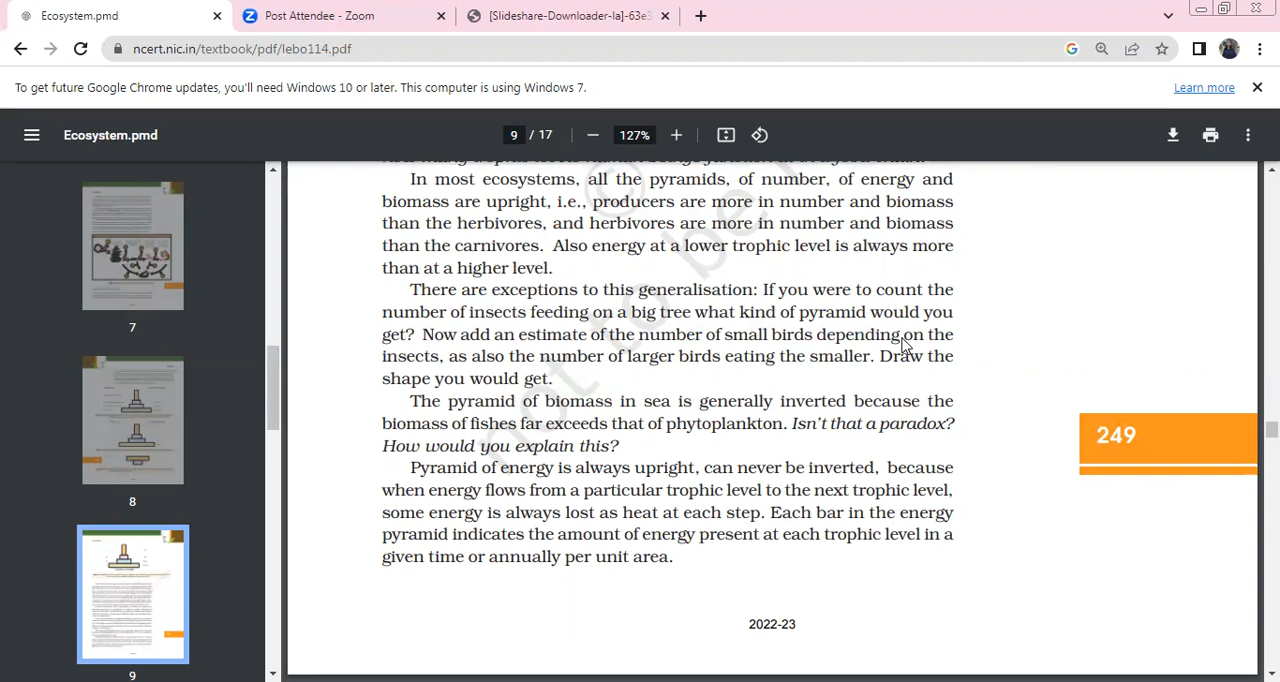 Ecosystem.pmd
Post Attendee - Zoom
[Slideshare-Downloader-la]-63e3
ncert.nic.in/textbook/pdf/lebo114.pdf
To get future Google Chrome updates, you'll need Windows 10 or later. This computer is using Windows 7.
Learn more
Ecosystem.pmd
9 / 17
127%
7
8
9
In most ecosystems, all the pyramids, of number, of energy and
biomass are upright, i.e., producers are more in number and biomass
than the herbivores, and herbivores are more in number and biomass
than the carnivores. Also energy at a lower trophic level is always more
than at a higher level.
There are exceptions to this generalisation: If you were to count the
number of insects feeding on a big tree what kind of pyramid would you
get? Now add an estimate of the number of small birds depending on the
insects, as also the number of larger birds eating the smaller. Draw the
shape you would get.
The pyramid of biomass in sea is generally inverted because the
biomass of fishes far exceeds that of phytoplankton. Isn't that a paradox?
How would you explain this?
Pyramid of energy is always upright, can never be inverted, because
when energy flows from a particular trophic level to the next trophic level,
some energy is always lost as heat at each step. Each bar in the energy
pyramid indicates the amount of energy present at each trophic level in a
given time or annually per unit area.
249
2022-23
©
not to be